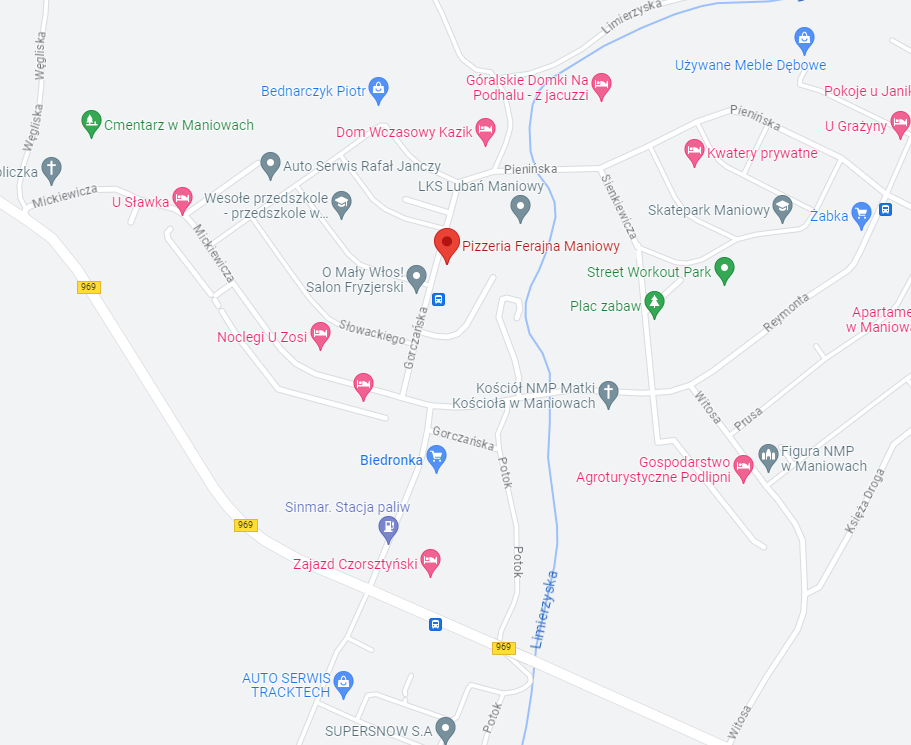 Limierzyska
Węgliska
Używane Meble Dębowe
Góralskie Domki Na
Podhalu - z jacuzzi
Bednarczyk Piotr
Pokoje u Janik
Węgliska
Pienińska
Cmentarz w Maniowach
Dom Wczasowy Kazik
U Grażyny
Kwatery prywatne
Auto Serwis Rafał Janczy
Pienińska
pliczka
LKS Lubań Maniowy
Mickiewicza
U Sławka
Wesołe przedszkole
- przedszkole w...
Sienkiewicza
Skatepark Maniowy
Żabka
Mickiewicza
Pizzeria Ferajna Maniowy
O Mały Włos!
Salon Fryzjerski
Street Workout Park
969
Plac zabaw
Reymonta
Apartame
w Maniowa
Słowackiego
Gorczańska
Noclegi U Zosi
Kościół NMP Matki
Kościoła w Maniowach
Witosa
Prusa
Gorczańska
Biedronka
Potok
Gospodarstwo
Agroturystyczne Podlipni
Figura NMP
w Maniowach
Księża Droga
Sinmar. Stacja paliw
969
Zajazd Czorsztyński
Potok
Limierzyska
969
AUTO SERWIS
TRACKTECH
Potok
Witosa
SUPERSNOW S.A